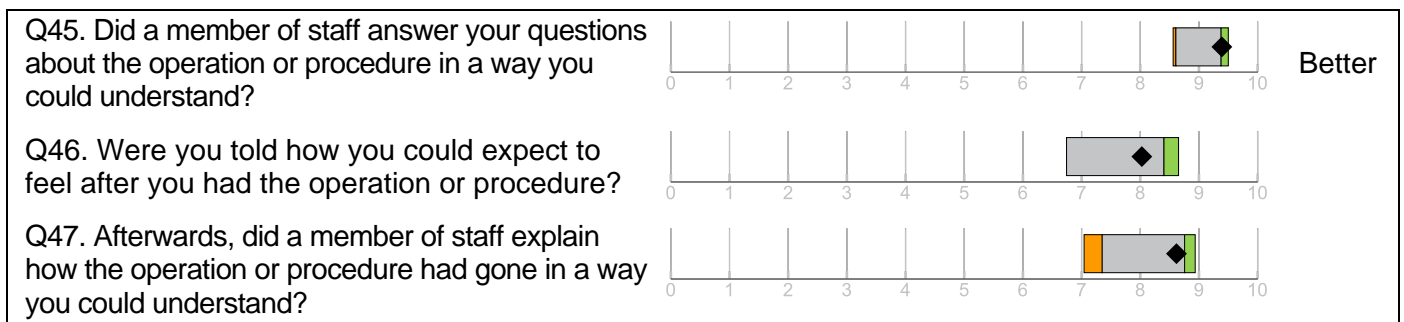 Q45. Did a member of staff answer your questions
about the operation or procedure in a way you
could understand?
0 1 2 3 4 5 6 7 8 9 10
Better
Q46. Were you told how you could expect to
feel after you had the operation or procedure?
0 1 2 3 4 5 6 7 8 9 10
Q47. Afterwards, did a member of staff explain
how the operation or procedure had gone in a way
you could understand?
0 1 2 3 4 5 6 7 8 9 10